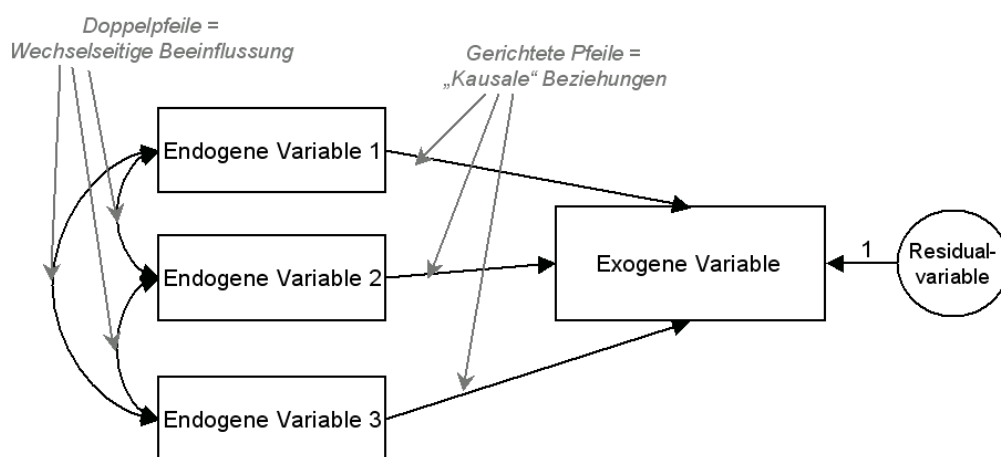 Doppelpfeile =
Wechselseitige Beeinflussung
Gerichtete Pfeile =
„Kausale“ Beziehungen
Endogene Variable 1
Endogene Variable 2
Endogene Variable 3
Exogene Variable
1
Residual-
variable